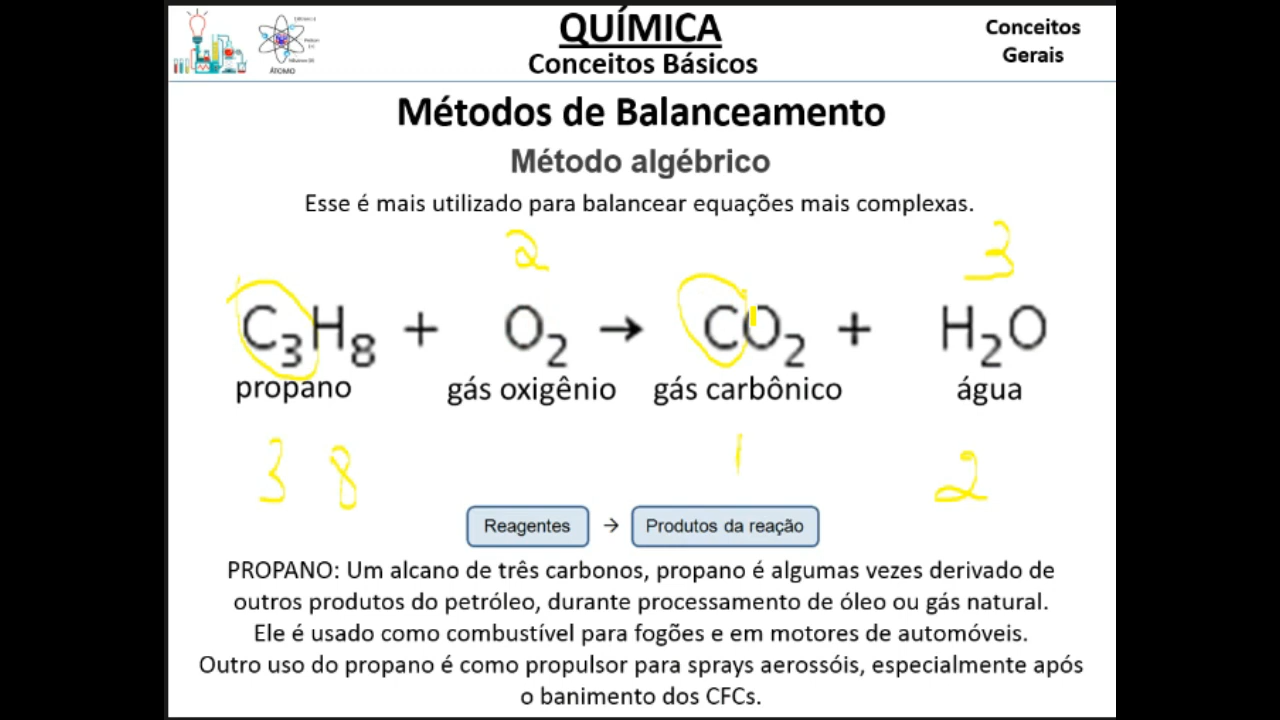 QUÍMICA
Conceitos Básicos
Conceitos
Gerais
ÁTOMO
Métodos de Balanceamento
Método algébrico
Esse é mais utilizado para balancear equações mais complexas.
2 3
C₃H₈ + O₂ → CO₂ + H₂O
propano gás oxigênio gás carbônico água
3 8 1 2
Reagentes → Produtos da reação
PROPANO: Um alcano de três carbonos, propano é algumas vezes derivado de
outros produtos do petróleo, durante processamento de óleo ou gás natural.
Ele é usado como combustível para fogões e em motores de automóveis.
Outro uso do propano é como propulsor para sprays aerossóis, especialmente após
o banimento dos CFCs.